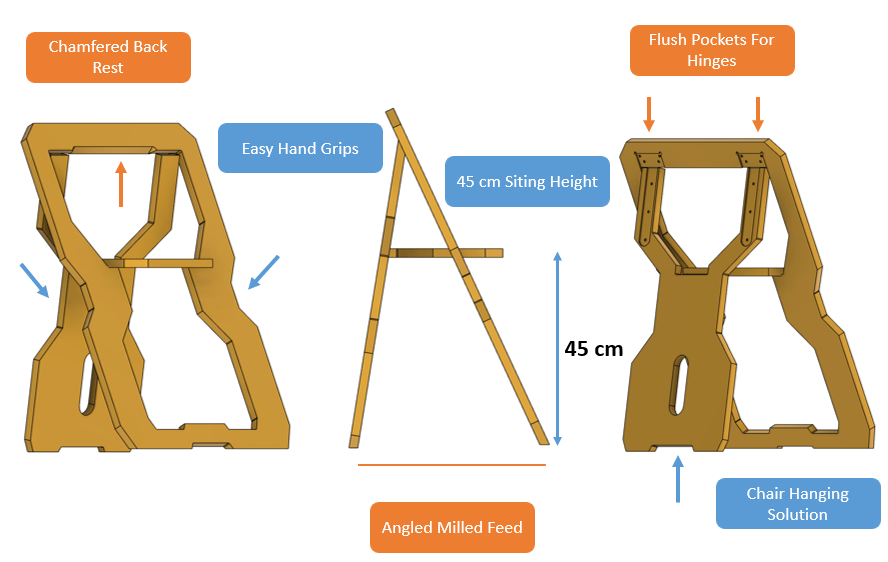 Chamfered Back
Rest
Flush Pockets For
Hinges
Easy Hand Grips
45 cm Siting Height
45 cm
Chair Hanging
Solution
Angled Milled Feed